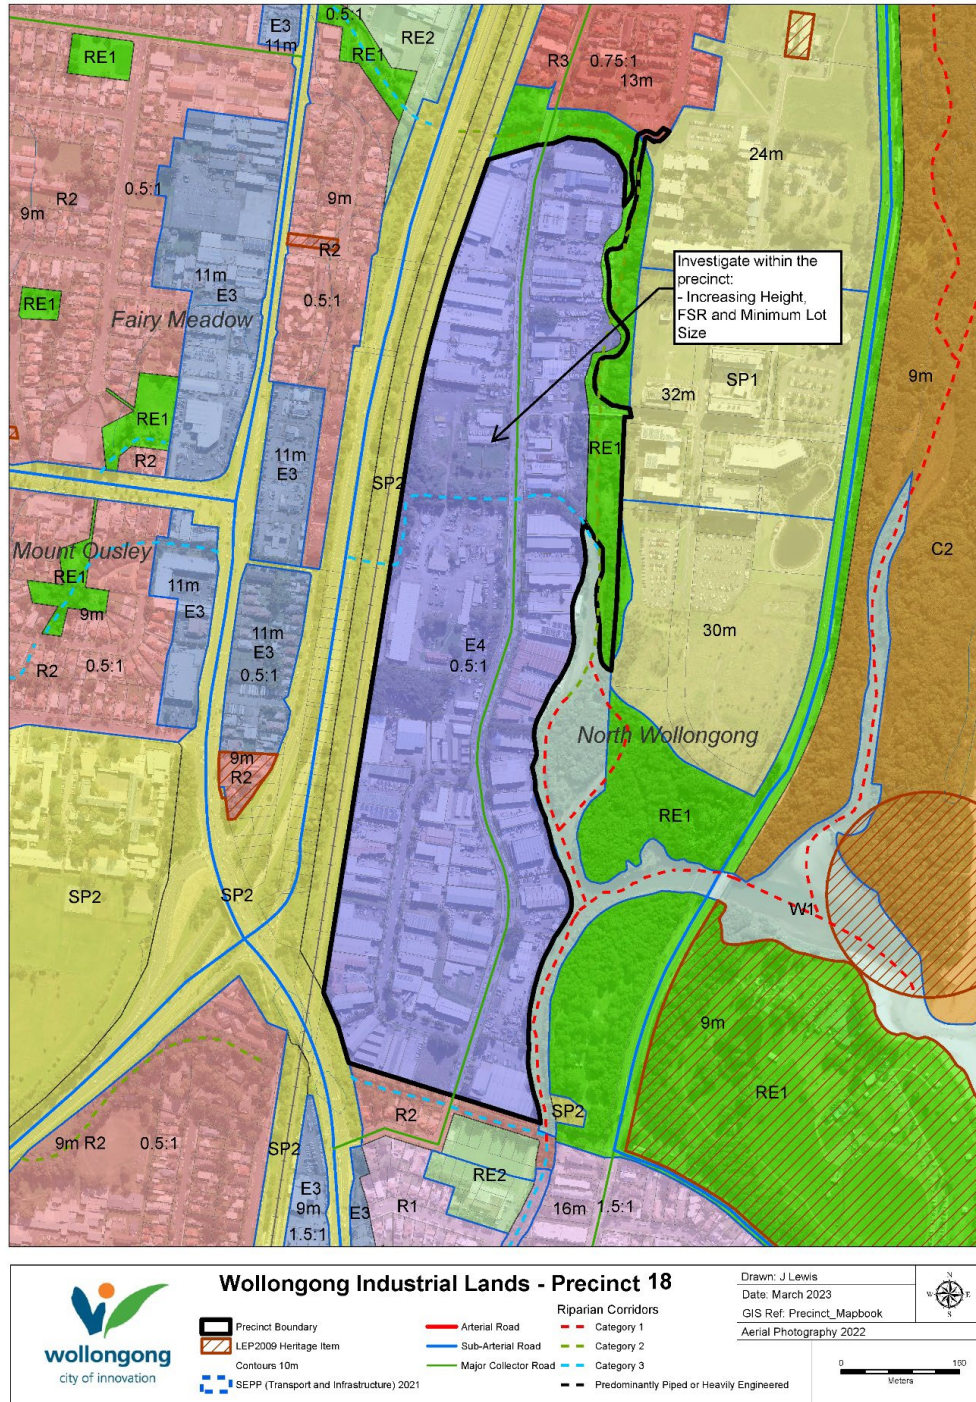 0.5:1
E3
11m
RE1
RE2
RE1
R3
0.75:1
13m
24m
0.5:1
R2
9m
9m
R2
Investigate within the
precinct:
- Increasing Height,
FSR and Minimum Lot
Size
11m
E3
RE1
0.5:1
Fairy Meadow
SP1
9m
32m
RE1
RE1
R2
11m
E3
SP2
Mount Ousley
C2
RE1
11m
9m
E3
30m
11m
E3
0.5:1
E4
0.5:1
R2
0.5:1
North Wollongong
9m
R2
RE1
SP2
SP2
W1
9m
RE1
R2
SP2
9m R2
0.5:1
SP2
RE2
E3
9m
1.5:1
E3
R1
16m
1.5:1
wollongong
city of innovation
Wollongong Industrial Lands - Precinct 18
Precinct Boundary
LEP2009 Heritage Item
Contours 10m
SEPP (Transport and Infrastructure) 2021
Arterial Road
Sub-Arterial Road
Major Collector Road
Riparian Corridors
Category 1
Category 2
Category 3
Predominantly Piped or Heavily Engineered
Drawn: J Lewis
Date: March 2023
GIS Ref: Precinct_Mapbook
Aerial Photography 2022
N
W
E
S
0
160
Meters